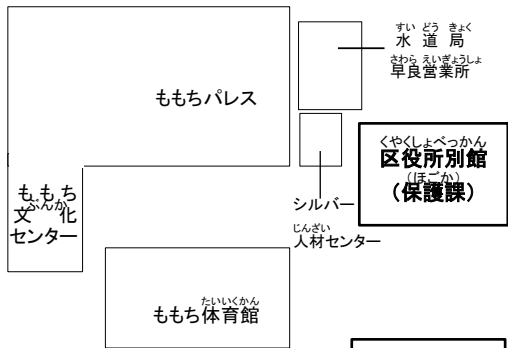 すい どう きょく
水 道 局
さわら えいぎょうしょ
早良営業所
ももちパレス
くやくしょべっかん
区役所別館
(ほごか)
(保護課)
シルバー
じんざい
人材センター
ももち
ぶんか
文化
センター
たいいくかん
ももち体育館